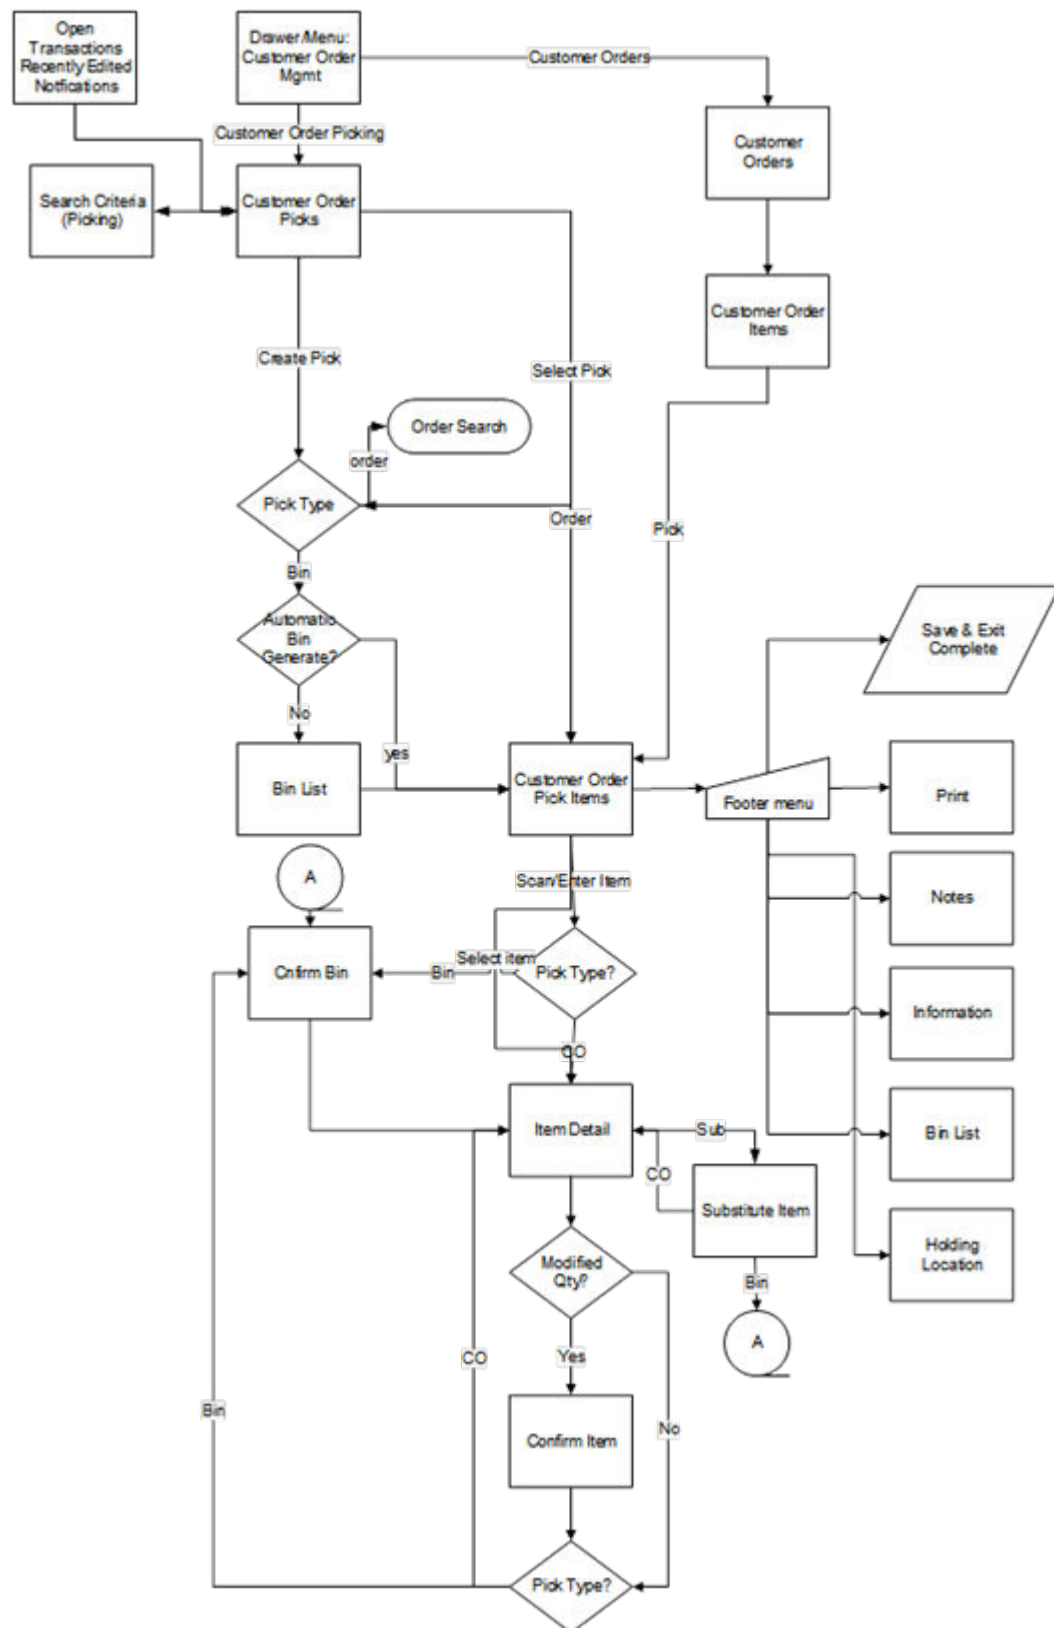 Open
Transactions
Recently Edited
Notfications
Drawer/Menu:
Customer Order
Mgmt
Customer Orders
Customer Order Picking
Customer
Orders
Search Criteria
(Picking)
Customer Order
Picks
Customer Order
Items
Create Pick
Select Pick
Order Search
order
Pick Type
Order
Pick
Bin
Automatic
Bin
Generate?
Save & Exit
Complete
No
yes
Bin List
Customer Order
Pick Items
Footer menu
Print
A
Scan/Enter Item
Notes
Cnfirm Bin
Bin
Select item
Pick Type?
Information
CO
Item Detail
Sub
Bin List
CO
Substitute Item
Holding
Location
Modified
Qty?
Bin
A
CO
Yes
Bin
No
Confirm Item
Pick Type?